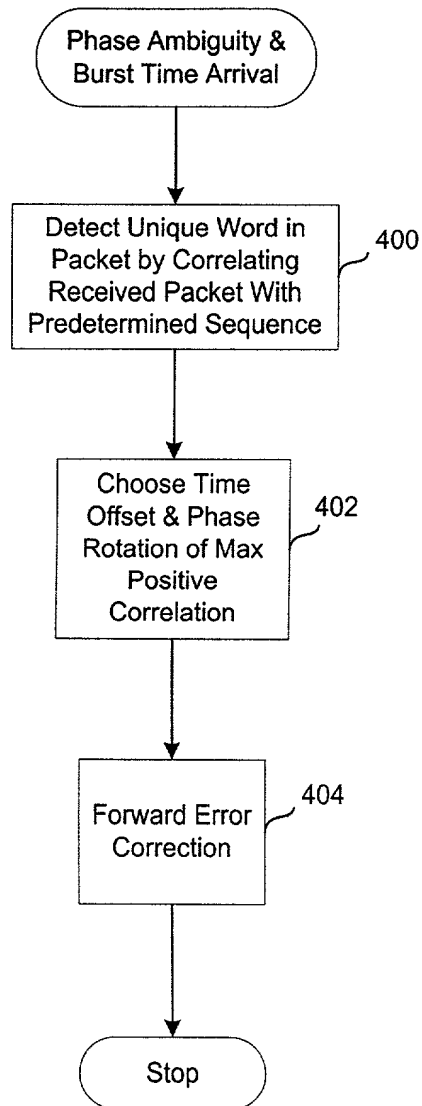 Phase Ambiguity &
Burst Time Arrival
Detect Unique Word in
Packet by Correlating
Received Packet With
Predetermined Sequence
400
Choose Time
Offset & Phase
Rotation of Max
Positive
Correlation
402
Forward Error
Correction
404
Stop